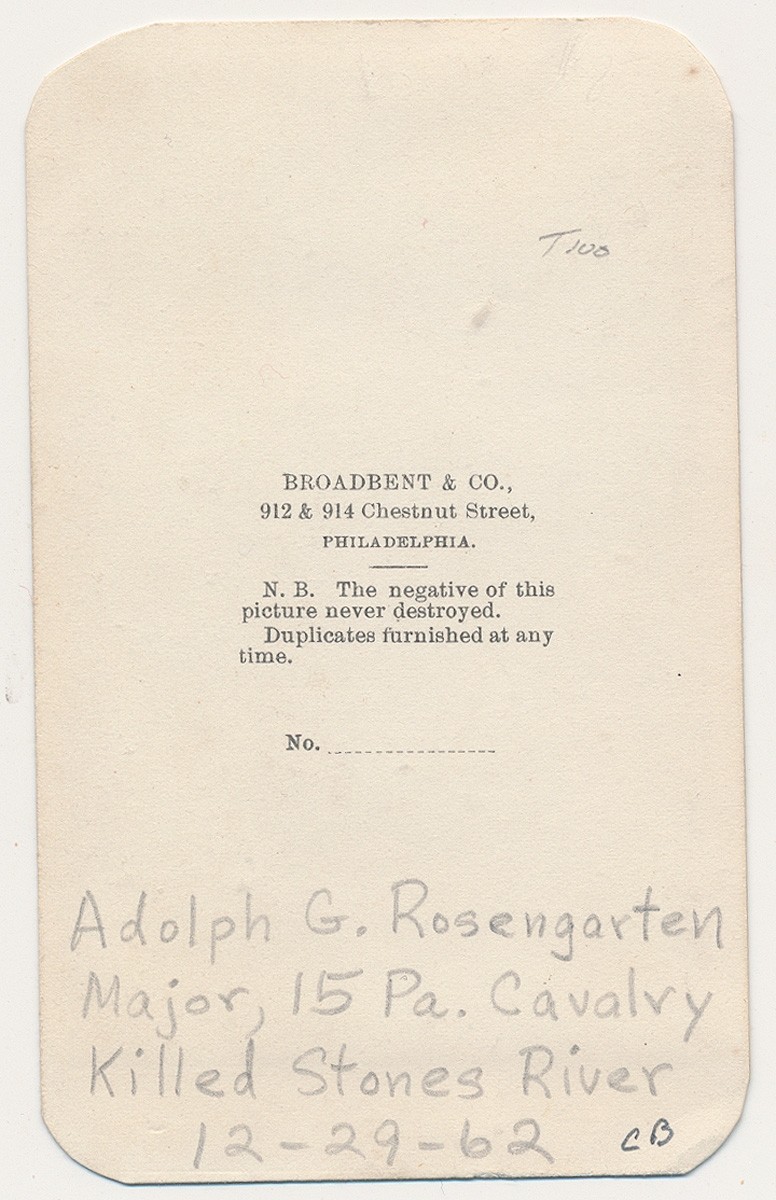 BROADBENT & CO.,
912 & 914 Chestnut Street,
PHILADELPHIA.
N. B. The negative of this
picture never destroyed.
Duplicates furnished at any
time.
No.
Adolph G. Rosengarten
Major, 15 Pa. Cavalry
Killed Stones River
12-29-62
CB